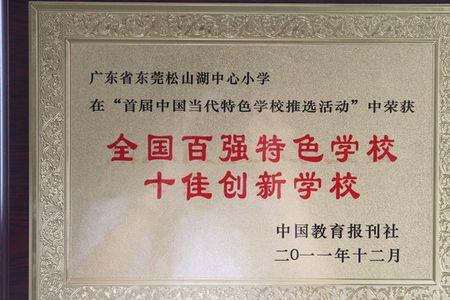 广东省东莞松山湖中心小学
在“首届中国当代特色学校推选活动”中荣获
全国百强特色学校
十佳创新学校
中国教育报刊社
二〇一一年十二月